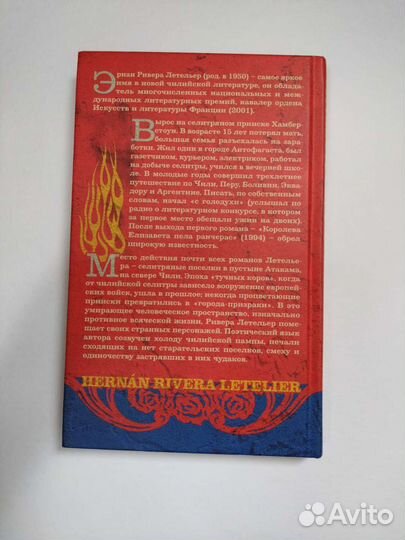 Эрнан Ривера Летельер (род. в 1950) – самое яркое
имя в новой чилийской литературе, он облада-
тель многочисленных национальных и меж-
дународных литературных премий, кавалер ордена
Искусств и литературы Франции (2001).
Вырос на селитряном прииске Хамбер-
стоун. В возрасте 15 лет потерял мать,
большая семья разъехалась на зара-
ботки. Жил один в городе Антофагаста, был
газетчиком, курьером, электриком, работал
на добыче селитры, учился в вечерней шко-
ле. В молодые годы совершил трехлетнее
путешествие по Чили, Перу, Боливии, Эква-
дору и Аргентине. Писать, по собственным
словам, начал «с голодухи» (услышал по
радио о литературном конкурсе, в котором
за первое место обещали ужин на двоих).
После выхода первого романа – «Королева
Елизавета пела ранчерас» (1994) – обрел
широкую известность.
Место действия почти всех романов Летелье-
ра – селитряные поселки в пустыне Атакама,
на севере Чили. Эпоха «тучных коров», когда
от чилийской селитры зависело вооружение европей-
ских войск, ушла в прошлое; некогда процветающие
прииски превратились в «города-призраки». В это
умирающее человеческое пространство, изначально
противное всяческой жизни, Ривера Летельер поме-
щает своих странных персонажей. Поэтический язык
автора созвучен холоду чилийской пампы, печали
сходящих на нет старательских поселков, смеху и
одиночеству застрявших в них чудаков.
HERNÁN RIVERA LETELIER
Avito